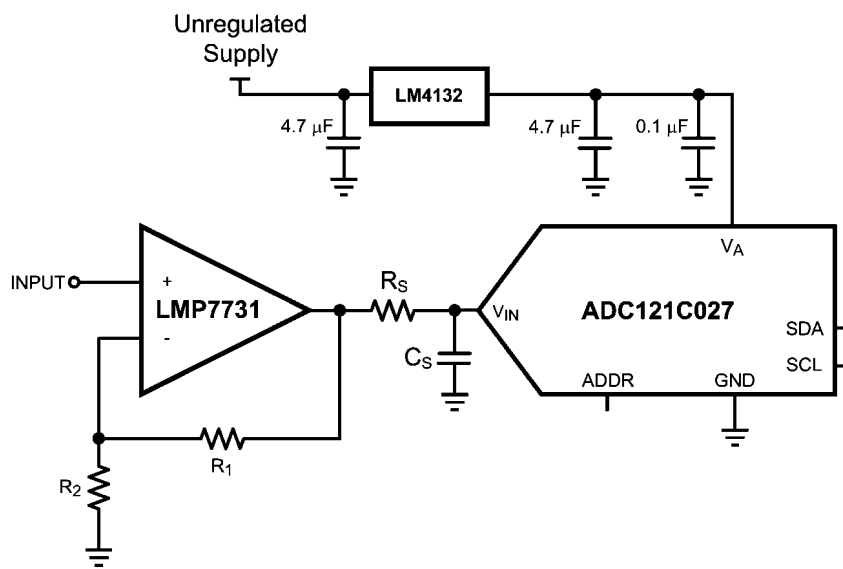 Unregulated
Supply
LM4132
4.7 µF
4.7 µF
0.1 µF
VA
INPUT
+
LMP7731
-
RS
VIN
ADC121C027
SDA
CS
SCL
ADDR
GND
R1
R2